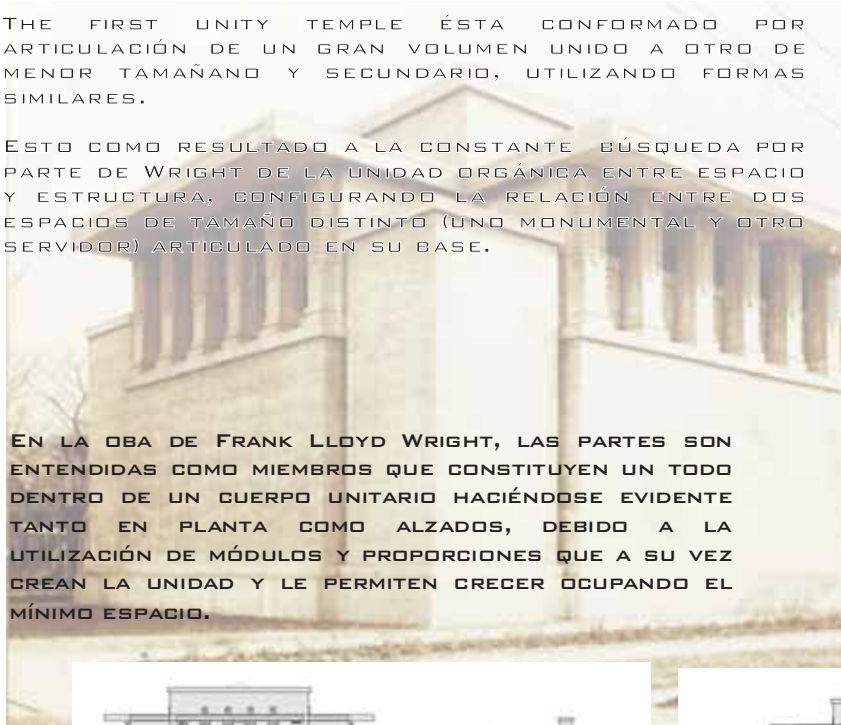 THE FIRST UNITY TEMPLE ÉSTA CONFORMADO POR
ARTICULACIÓN DE UN GRAN VOLUMEN UNIDO A OTRO DE
MENOR TAMAÑANO Y SECUNDARIO, UTILIZANDO FORMAS
SIMILARES.
ESTO COMO RESULTADO A LA CONSTANTE BÚSQUEDA POR
PARTE DE WRIGHT DE LA UNIDAD ORGÁNICA ENTRE ESPACIO
Y ESTRUCTURA, CONFIGURANDO LA RELACIÓN ENTRE DOS
ESPACIOS DE TAMAÑO DISTINTO (UNO MONUMENTAL Y OTRO
SERVIDOR) ARTICULADO EN SU BASE.
EN LA OBA DE FRANK LLOYD WRIGHT, LAS PARTES SON
ENTENDIDAS COMO MIEMBROS QUE CONSTITUYEN UN TODO
DENTRO DE UN CUERPO UNITARIO HACIÉNDOSE EVIDENTE
TANTO EN PLANTA COMO ALZADOS, DEBIDO A LA
UTILIZACIÓN DE MÓDULOS Y PROPORCIONES QUE A SU VEZ
CREAN LA UNIDAD Y LE PERMITEN CRECER OCUPANDO EL
MÍNIMO ESPACIO.